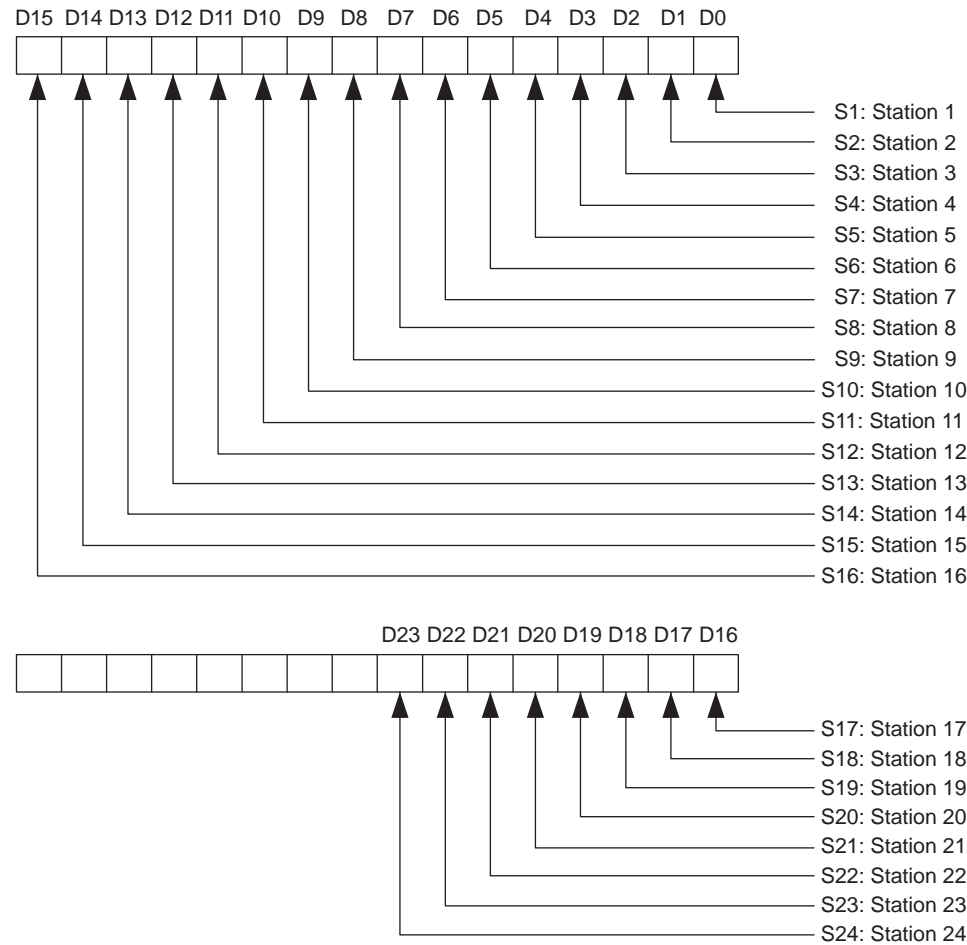 D15 D14 D13 D12 D11 D10 D9 D8 D7 D6 D5 D4 D3 D2 D1 D0
S1: Station 1
S2: Station 2
S3: Station 3
S4: Station 4
S5: Station 5
S6: Station 6
S7: Station 7
S8: Station 8
S9: Station 9
S10: Station 10
S11: Station 11
S12: Station 12
S13: Station 13
S14: Station 14
S15: Station 15
S16: Station 16
D23 D22 D21 D20 D19 D18 D17 D16
S17: Station 17
S18: Station 18
S19: Station 19
S20: Station 20
S21: Station 21
S22: Station 22
S23: Station 23
S24: Station 24